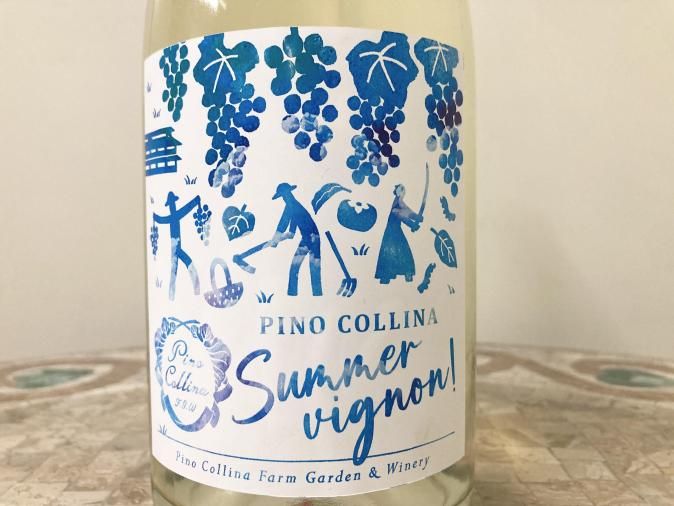 PINO COLLINA
Summer
vignon!
Pino
Collina
F.G.W
Pino Collina Farm Garden & Winery